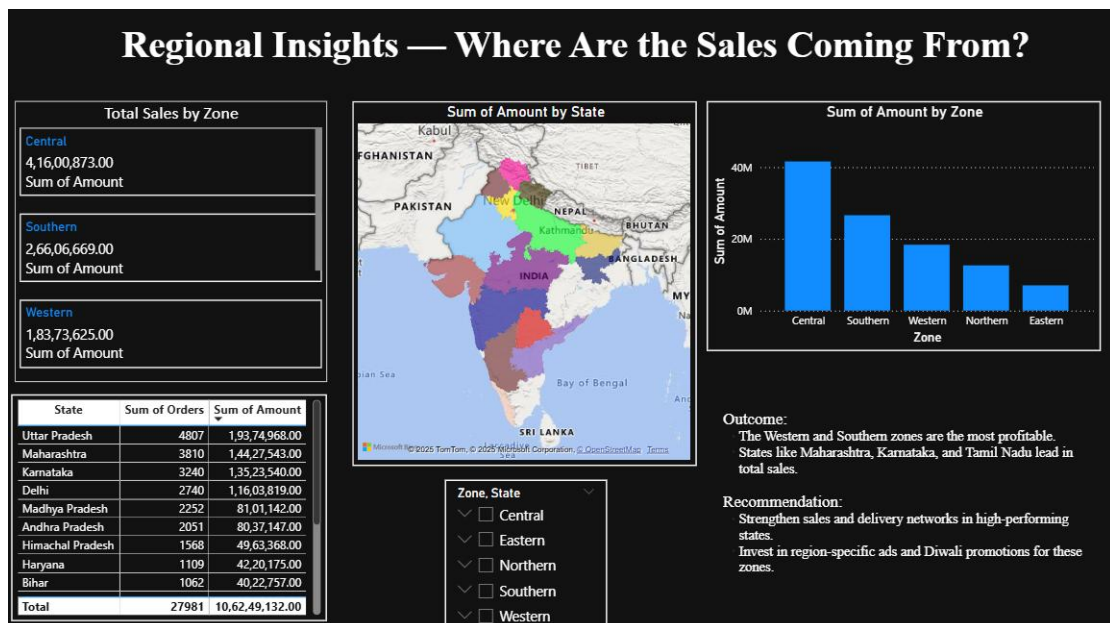 Regional Insights — Where Are the Sales Coming From?
Total Sales by Zone
Central
4,16,00,873.00
Sum of Amount
Southern
2,66,06,669.00
Sum of Amount
Western
1,83,73,625.00
Sum of Amount
State Sum of Orders Sum of Amount
Uttar Pradesh 4807 1,93,74,968.00
Maharashtra 3810 1,44,27,543.00
Karnataka 3240 1,35,23,540.00
Delhi 2740 1,16,03,819.00
Madhya Pradesh 2252 81,01,142.00
Andhra Pradesh 2051 80,37,147.00
Himachal Pradesh 1568 49,63,368.00
Haryana 1109 42,20,175.00
Bihar 1062 40,22,757.00
Total 27981 10,62,49,132.00
Sum of Amount by State
Kabul
FGHANISTAN
TIBET
PAKISTAN
New Delhi
NEPAL
Kathmandu
BHUTAN
BANGLADESH
INDIA
MY
Na
bian Sea
Bay of Bengal
SRI LANKA
Sea
© 2025 TomTom, © 2025 Microsoft Corporation, © OpenStreetMap Terms
Zone, State
Central
Eastern
Northern
Southern
Western
Sum of Amount by Zone
Sum of Amount
40M
20M
0M
Central Southern Western Northern Eastern
Zone
Outcome:
The Western and Southern zones are the most profitable.
States like Maharashtra, Karnataka, and Tamil Nadu lead in
total sales.
Recommendation:
Strengthen sales and delivery networks in high-performing
states.
Invest in region-specific ads and Diwali promotions for these
zones.